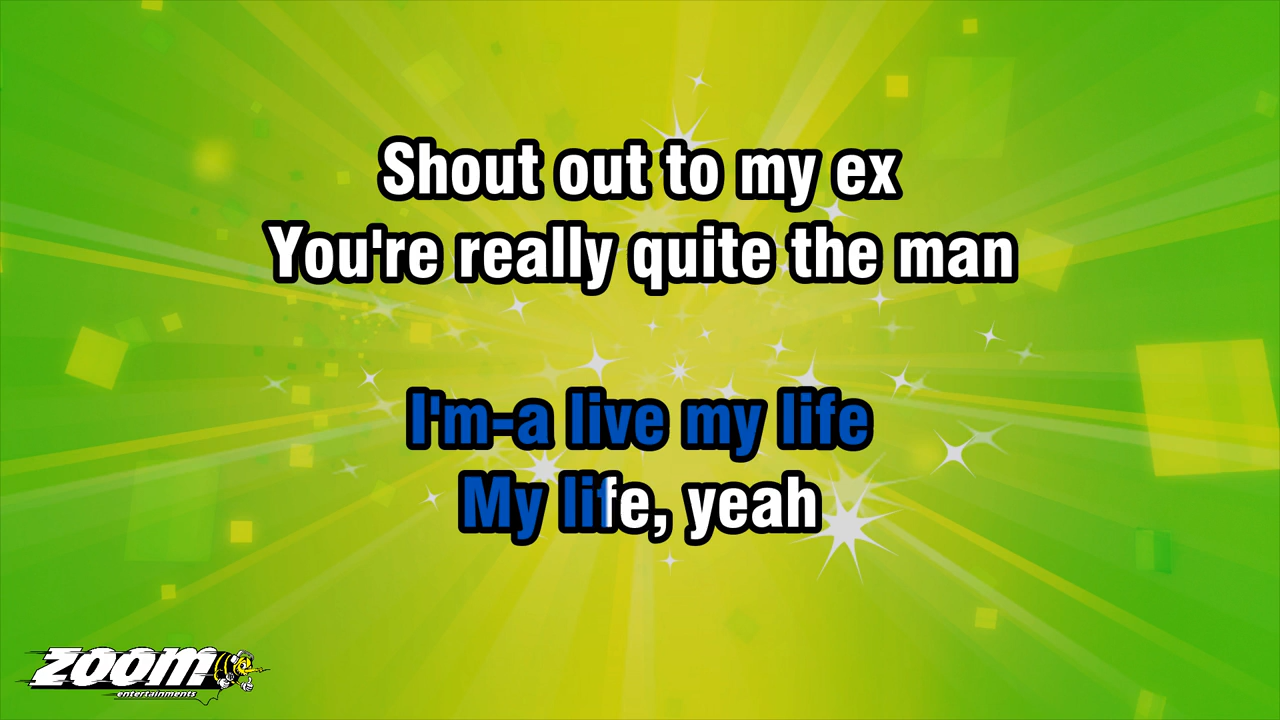 Shout out to my ex
You're really quite the man
I'm-a live my life
My life, yeah
zoom
entertainments